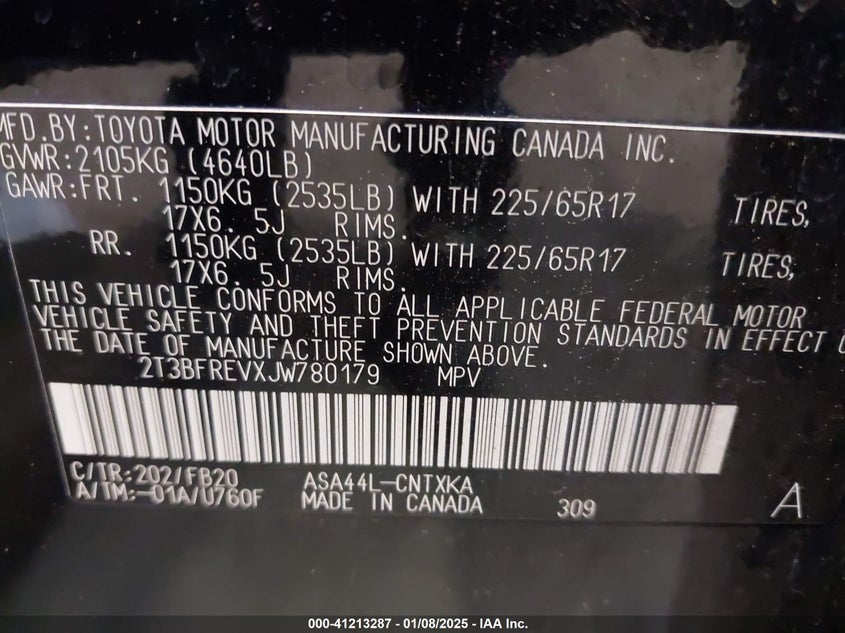 MFD.BY:TOYOTA MOTOR MANUFACTURING CANADA INC.
GVWR:2105KG (4640LB)
GAWR:FRT. 1150KG (2535LB) WITH 225/65R17 TIRES,
17X6. 5J RIMS.
RR. 1150KG (2535LB) WITH 225/65R17 TIRES,
17X6. 5J RIMS.
THIS VEHICLE CONFORMS TO ALL APPLICABLE FEDERAL MOTOR
VEHICLE SAFETY AND THEFT PREVENTION STANDARDS IN EFFECT
THE DATE OF MANUFACTURE SHOWN ABOVE.
2T3BFREVXJW780179 MPV
C/TR:202/FB20 ASA44L-CNTXKA
A/TM:-01A/U760F MADE IN CANADA 309 A
000-41213287 - 01/08/2025 - IAA Inc.